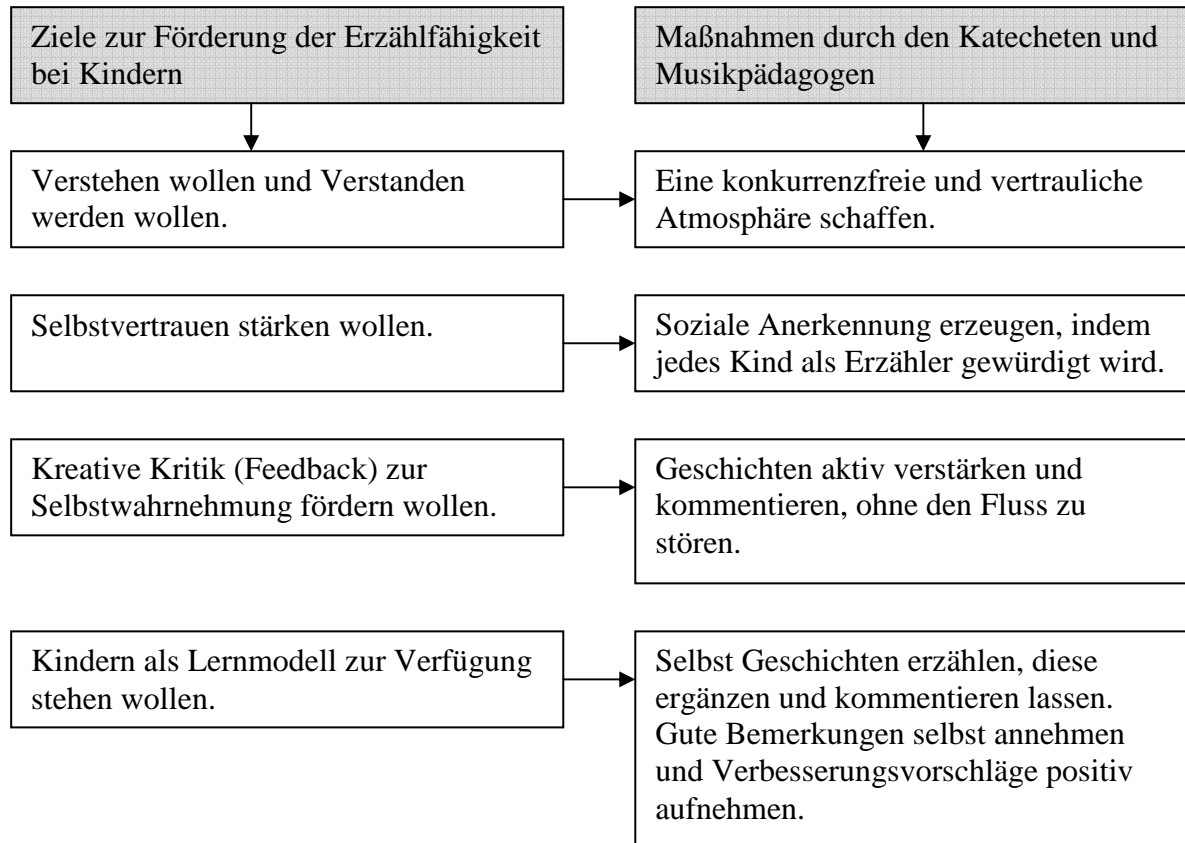 Ziele zur Förderung der Erzählfähigkeit
bei Kindern
Maßnahmen durch den Katecheten und
Musikpädagogen
Verstehen wollen und Verstanden
werden wollen.
Eine konkurrenzfreie und vertrauliche
Atmosphäre schaffen.
Selbstvertrauen stärken wollen.
Soziale Anerkennung erzeugen, indem
jedes Kind als Erzähler gewürdigt wird.
Kreative Kritik (Feedback) zur
Selbstwahrnehmung fördern wollen.
Geschichten aktiv verstärken und
kommentieren, ohne den Fluss zu
stören.
Kindern als Lernmodell zur Verfügung
stehen wollen.
Selbst Geschichten erzählen, diese
ergänzen und kommentieren lassen.
Gute Bemerkungen selbst annehmen
und Verbesserungsvorschläge positiv
aufnehmen.